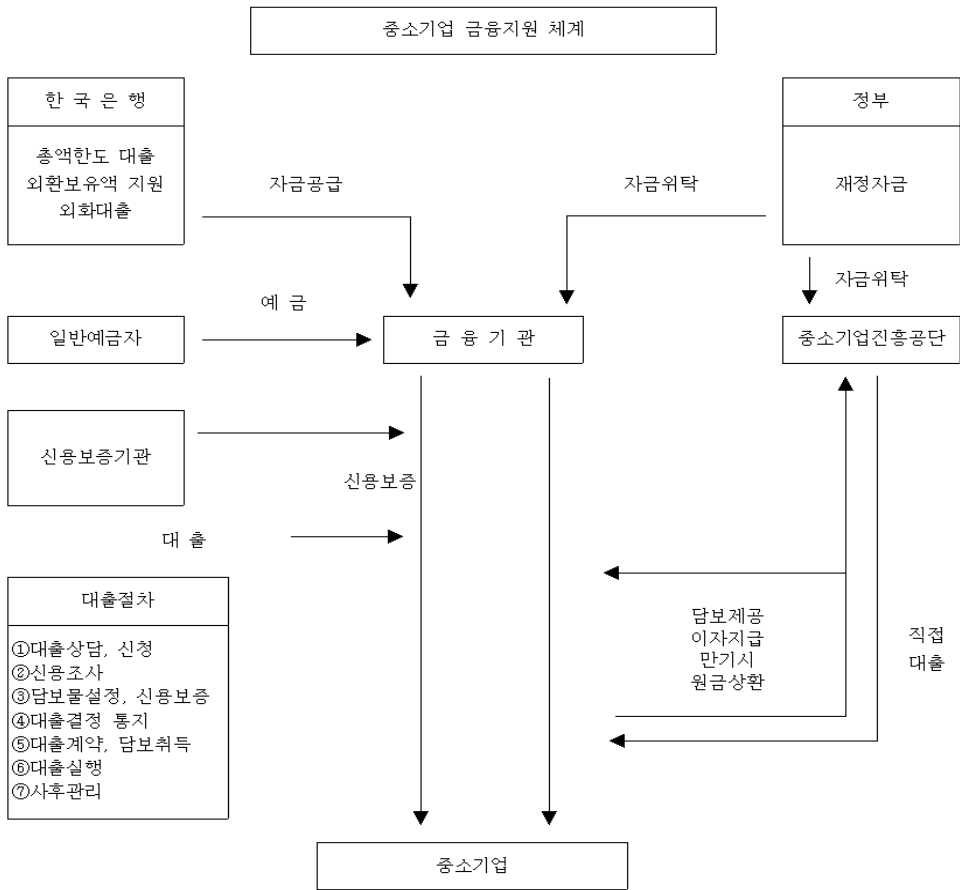 중소기업 금융지원 체계
한 국 은 행
총액한도 대출
외환보유액 지원
외화대출
정부
재정자금
자금공급
자금위탁
자금위탁
예 금
일반예금자
금 융 기 관
중소기업진흥공단
신용보증기관
신용보증
대 출
대출절차
①대출상담, 신청
②신용조사
③담보물설정, 신용보증
④대출결정 통지
⑤대출계약, 담보취득
⑥대출실행
⑦사후관리
담보제공
이자지급
만기시
원금상환
직접
대출
중소기업